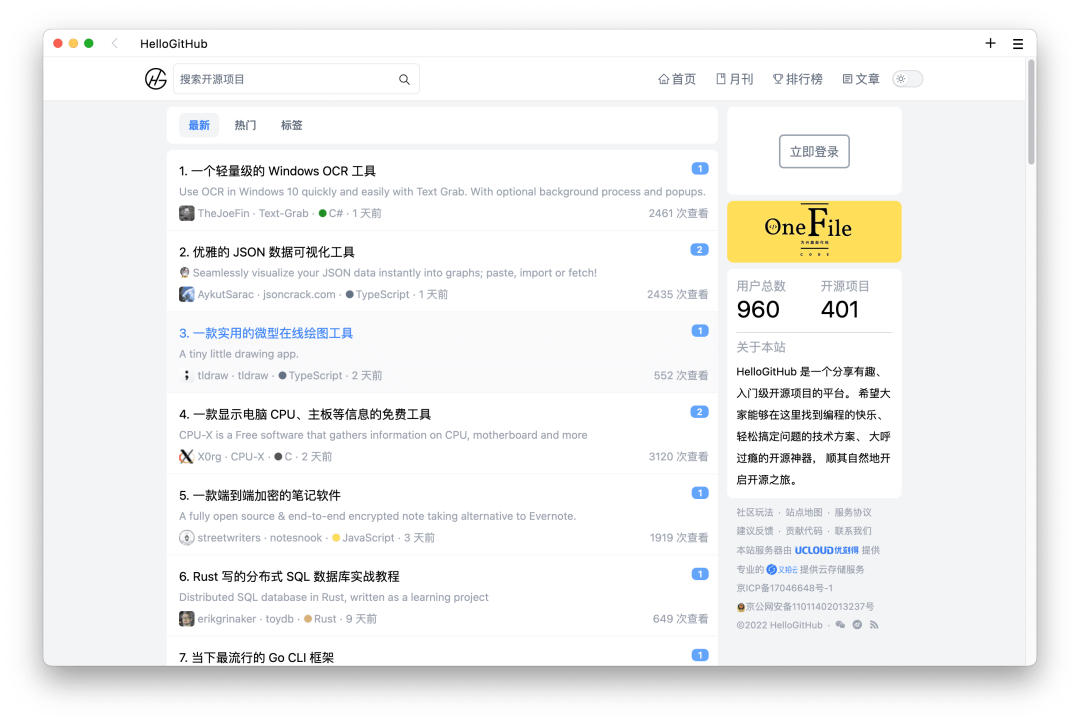 HelloGitHub
搜索开源项目
首页 月刊 排行榜 文章
最新 热门 标签
1. 一个轻量级的 Windows OCR 工具 1
Use OCR in Windows 10 quickly and easily with Text Grab. With optional background process and popups.
TheJoeFin · Text-Grab · C# · 1 天前 2461 次查看
2. 优雅的 JSON 数据可视化工具 2
Seamlessly visualize your JSON data instantly into graphs; paste, import or fetch!
AykutSarac · jsoncrack.com · TypeScript · 1 天前 2435 次查看
3. 一款实用的微型在线绘图工具 1
A tiny little drawing app.
tldraw · tldraw · TypeScript · 2 天前 552 次查看
4. 一款显示电脑 CPU、主板等信息的免费工具 2
CPU-X is a Free software that gathers information on CPU, motherboard and more
X0rg · CPU-X · C · 2 天前 3120 次查看
5. 一款端到端加密的笔记软件 1
A fully open source & end-to-end encrypted note taking alternative to Evernote.
streetwriters · notesnook · JavaScript · 3 天前 1919 次查看
6. Rust 写的分布式 SQL 数据库实战教程 1
Distributed SQL database in Rust, written as a learning project
erikgrinaker · toydb · Rust · 9 天前 649 次查看
7. 当下最流行的 Go CLI 框架 1
立即登录
OneFile
CODE
用户总数 开源项目
960 401
关于本站
HelloGitHub 是一个分享有趣、
入门级开源项目的平台。 希望大
家能够在这里找到编程的快乐、
轻松搞定问题的技术方案、 大呼
过瘾的开源神器， 顺其自然地开
启开源之旅。
社区玩法 · 站点地图 · 服务协议
建议反馈 · 贡献代码 · 联系我们
本站服务器由 UCLOUD优刻得 提供
专业的 又拍云 提供云存储服务
京ICP备17046648号-1
京公网安备11011402013237号
©2022 HelloGitHub ·